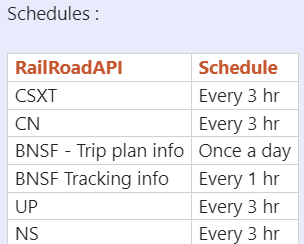 Schedules :
RailRoadAPI Schedule
CSXT Every 3 hr
CN Every 3 hr
BNSF - Trip plan info Once a day
BNSF Tracking info Every 1 hr
UP Every 3 hr
NS Every 3 hr